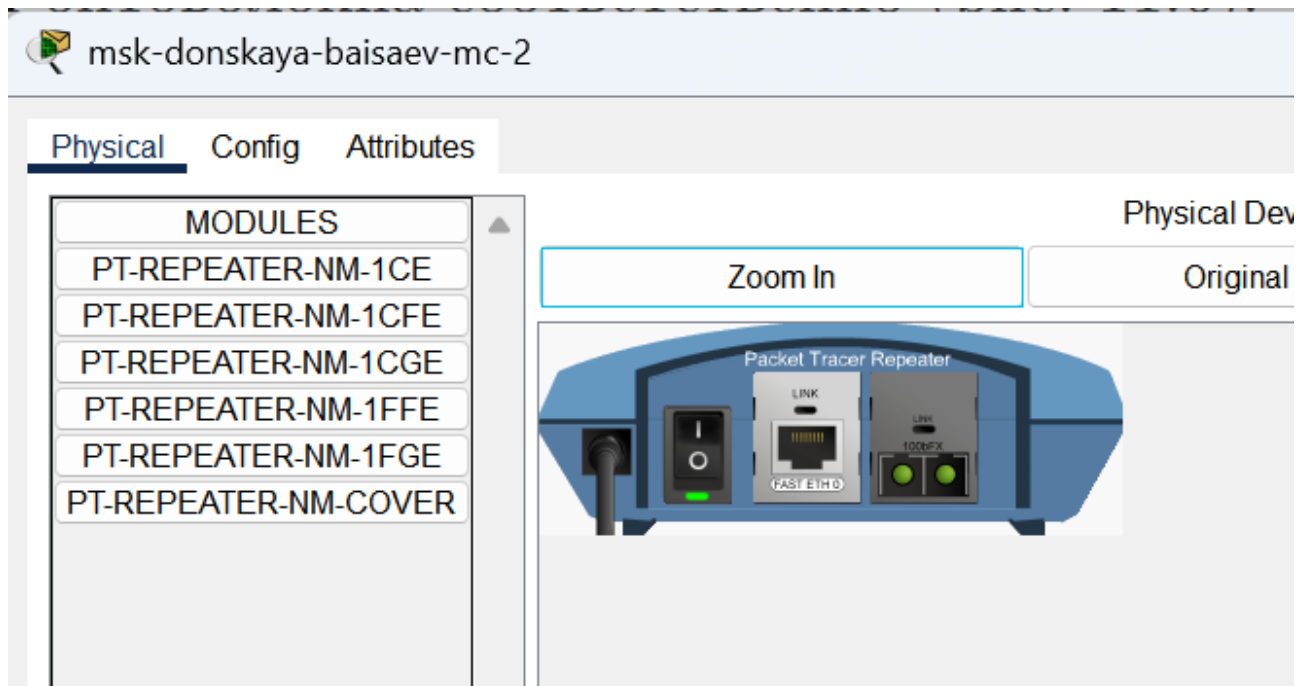 msk-donskaya-baisaev-mc-2
Physical Config Attributes
MODULES
PT-REPEATER-NM-1CE
PT-REPEATER-NM-1CFE
PT-REPEATER-NM-1CGE
PT-REPEATER-NM-1FFE
PT-REPEATER-NM-1FGE
PT-REPEATER-NM-COVER
Physical Dev
Zoom In
Original
Packet Tracer Repeater
LINK
FAST ETH 0
LINK
100bFX